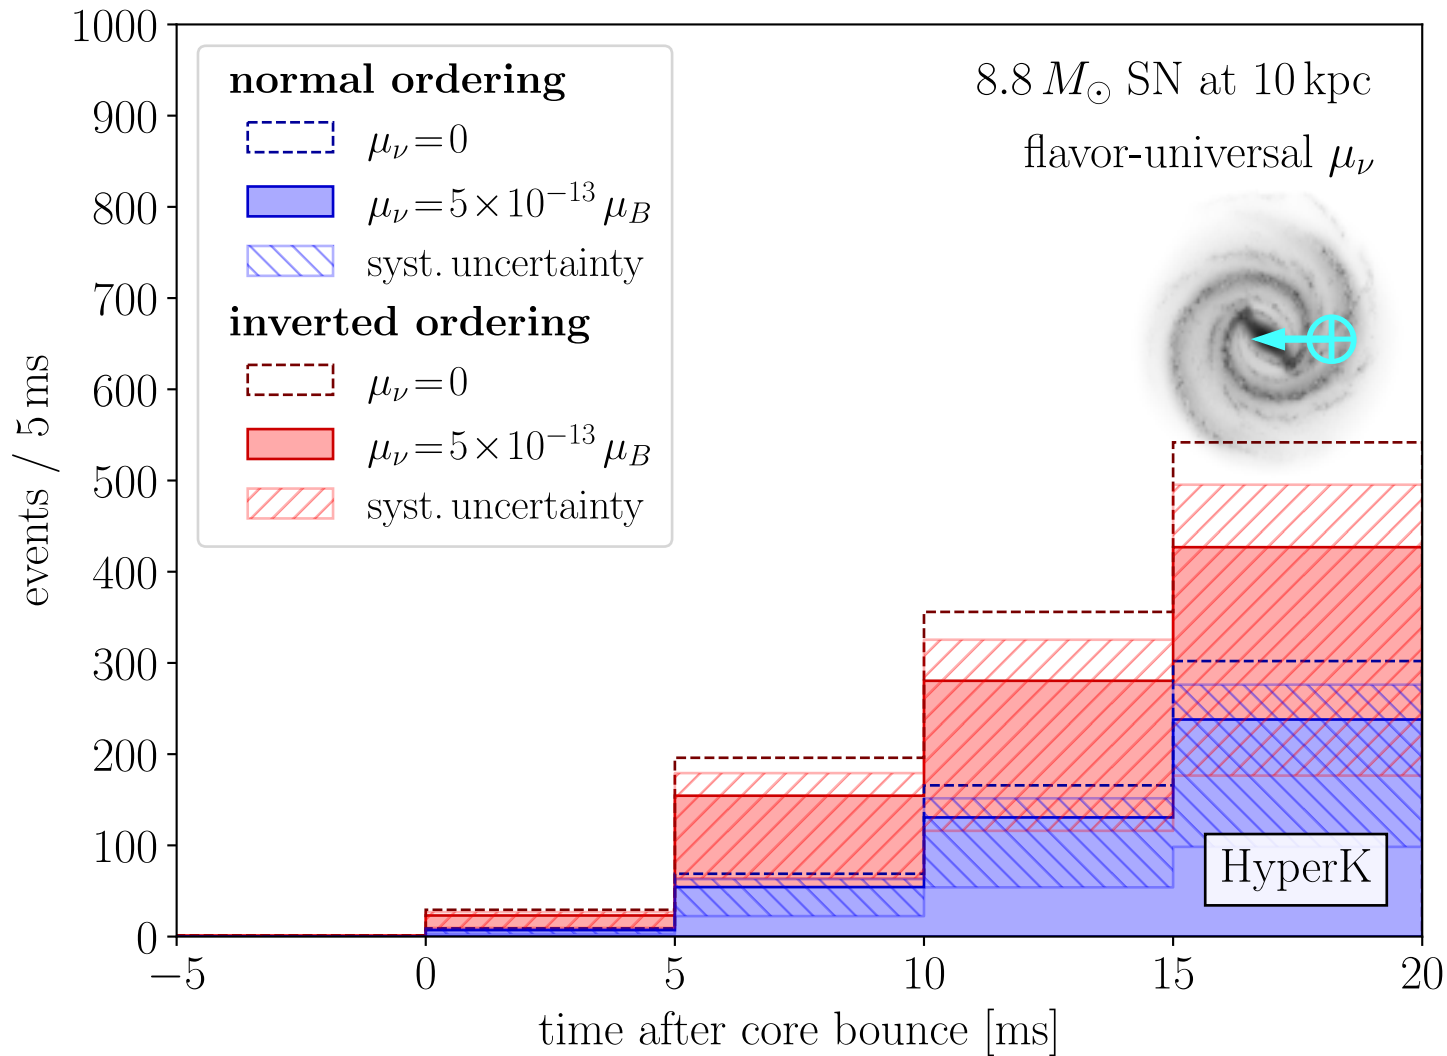 events / 5 ms
1000
900
800
700
600
500
400
300
200
100
0
normal ordering
μν=0
μν=5×10⁻¹³ μB
syst. uncertainty
inverted ordering
μν=0
μν=5×10⁻¹³ μB
syst. uncertainty
8.8 M⊙ SN at 10 kpc
flavor-universal μν
HyperK
−5 0 5 10 15 20
time after core bounce [ms]